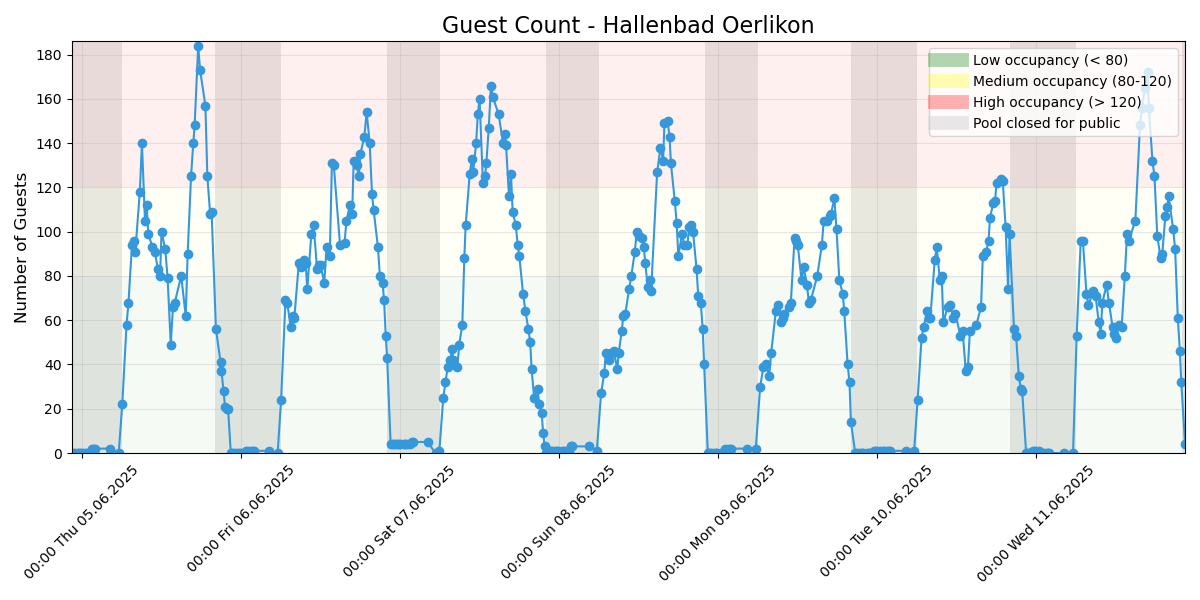 Guest Count - Hallenbad Oerlikon
Number of Guests
180
160
140
120
100
80
60
40
20
0
Low occupancy (< 80)
Medium occupancy (80-120)
High occupancy (> 120)
Pool closed for public
00:00 Thu 05.06.2025
00:00 Fri 06.06.2025
00:00 Sat 07.06.2025
00:00 Sun 08.06.2025
00:00 Mon 09.06.2025
00:00 Tue 10.06.2025
00:00 Wed 11.06.2025